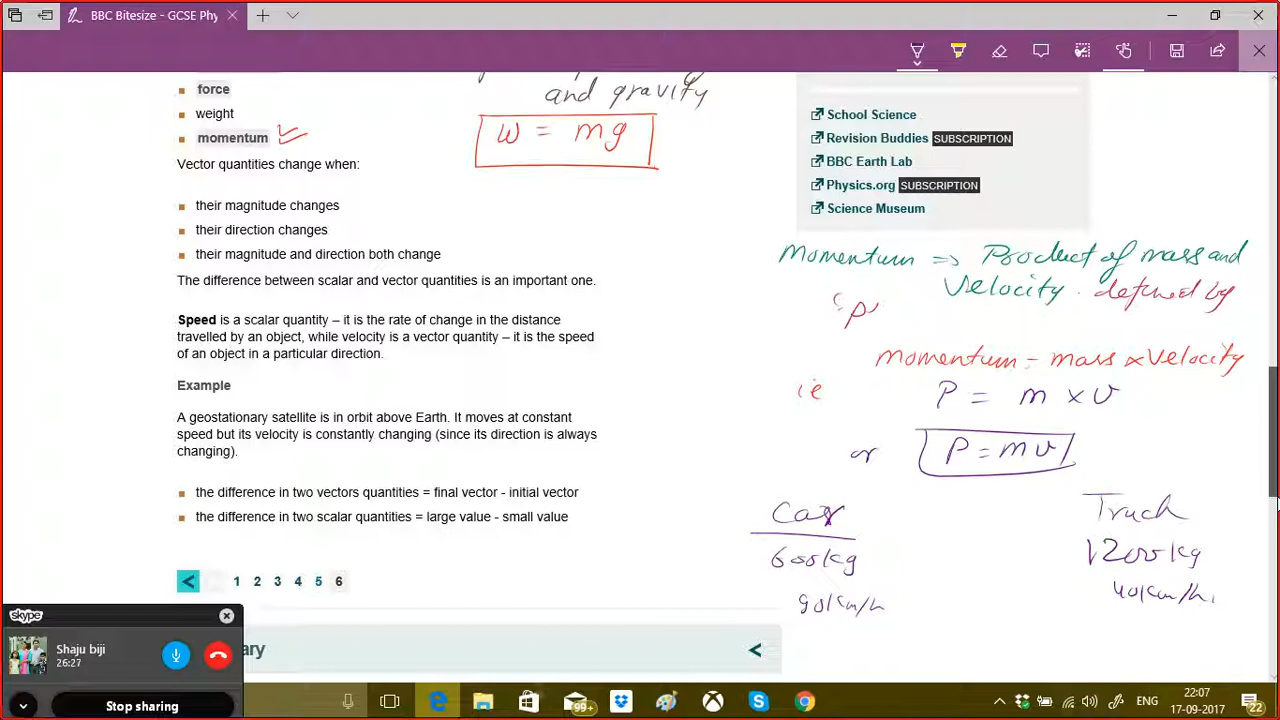 BBC Bitesize - GCSE Phy
force
weight
momentum
Vector quantities change when:
their magnitude changes
their direction changes
their magnitude and direction both change
The difference between scalar and vector quantities is an important one.
Speed is a scalar quantity – it is the rate of change in the distance
travelled by an object, while velocity is a vector quantity – it is the speed
of an object in a particular direction.
Example
A geostationary satellite is in orbit above Earth. It moves at constant
speed but its velocity is constantly changing (since its direction is always
changing).
the difference in two vectors quantities = final vector - initial vector
the difference in two scalar quantities = large value - small value
1 2 3 4 5 6
ary
and gravity
w = mg
School Science
Revision Buddies SUBSCRIPTION
BBC Earth Lab
Physics.org SUBSCRIPTION
Science Museum
Momentum => Product of mass and
Velocity. defined by
'p'
momentum = mass x Velocity
ie P = m x v
or P = mv
Car
600kg
90km/h
Truck
1200kg
40km/h.
skype
Shaju biji
26:27
Stop sharing
99+
ENG
22:07
17-09-2017
22